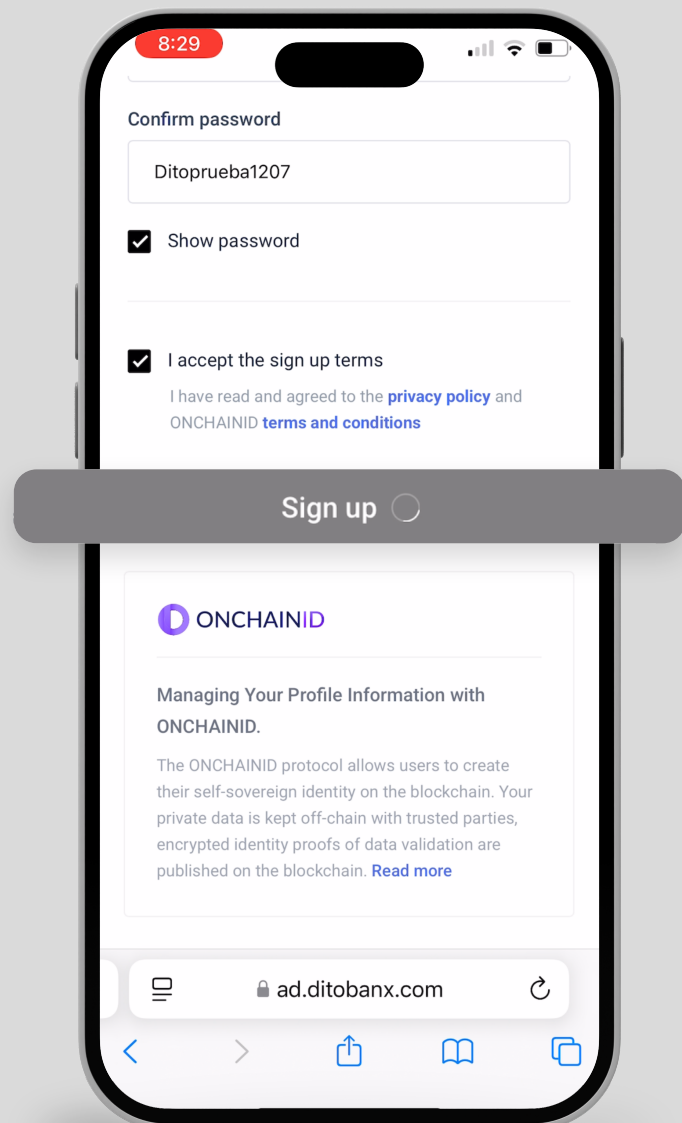 8:29
Confirm password
Ditoprueba1207
Show password
I accept the sign up terms
I have read and agreed to the privacy policy and
ONCHAINID terms and conditions
Sign up
ONCHAINID
Managing Your Profile Information with
ONCHAINID.
The ONCHAINID protocol allows users to create
their self-sovereign identity on the blockchain. Your
private data is kept off-chain with trusted parties,
encrypted identity proofs of data validation are
published on the blockchain. Read more
ad.ditobanx.com